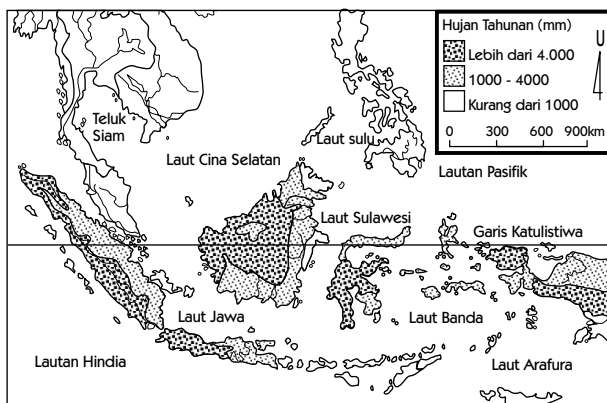 Hujan Tahunan (mm)
Lebih dari 4.000
1000 - 4000
Kurang dari 1000
0 300 600 900km
U
Teluk
Siam
Laut sulu
Laut Cina Selatan
Lautan Pasifik
Laut Sulawesi
Garis Katulistiwa
Laut Jawa
Laut Banda
Lautan Hindia
Laut Arafura